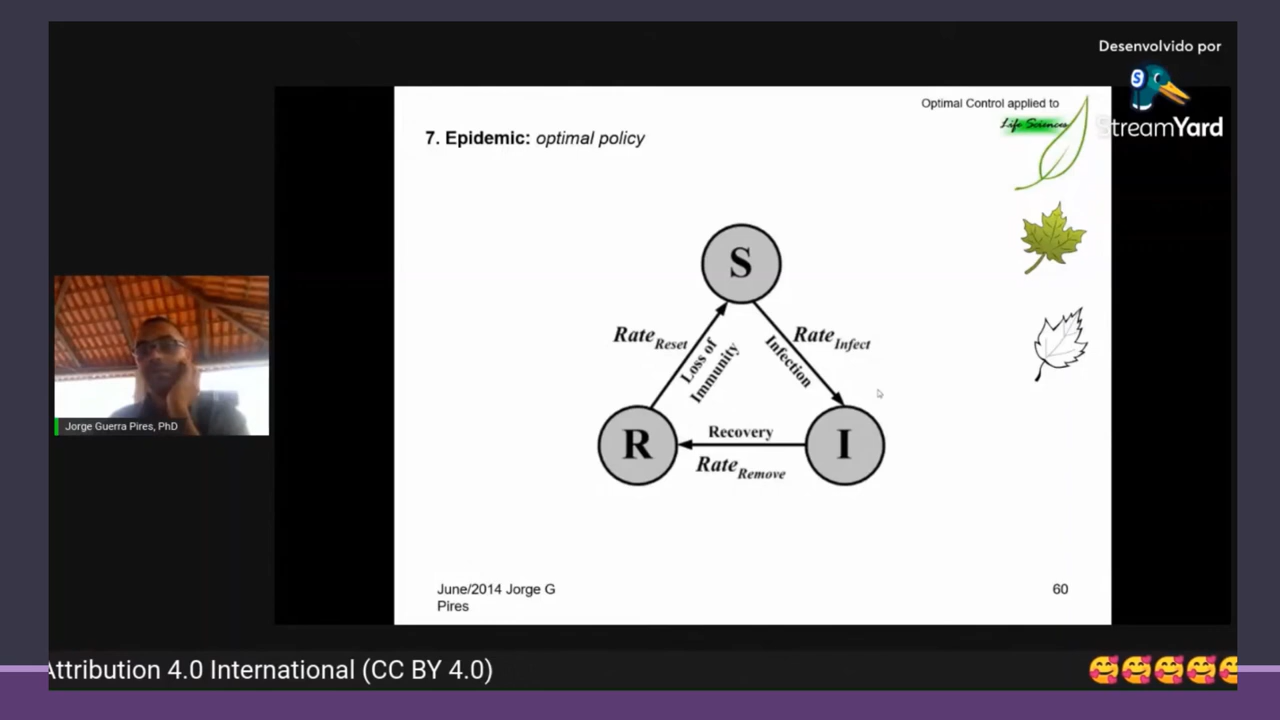 Desenvolvido por
S
StreamYard
Optimal Control applied to
Life Sciences
7. Epidemic: optimal policy
S
Rate Reset
Loss of
Immunity
Rate Infect
Infection
R
Recovery
Rate Remove
I
Jorge Guerra Pires, PhD
June/2014 Jorge G
Pires
60
Attribution 4.0 International (CC BY 4.0)